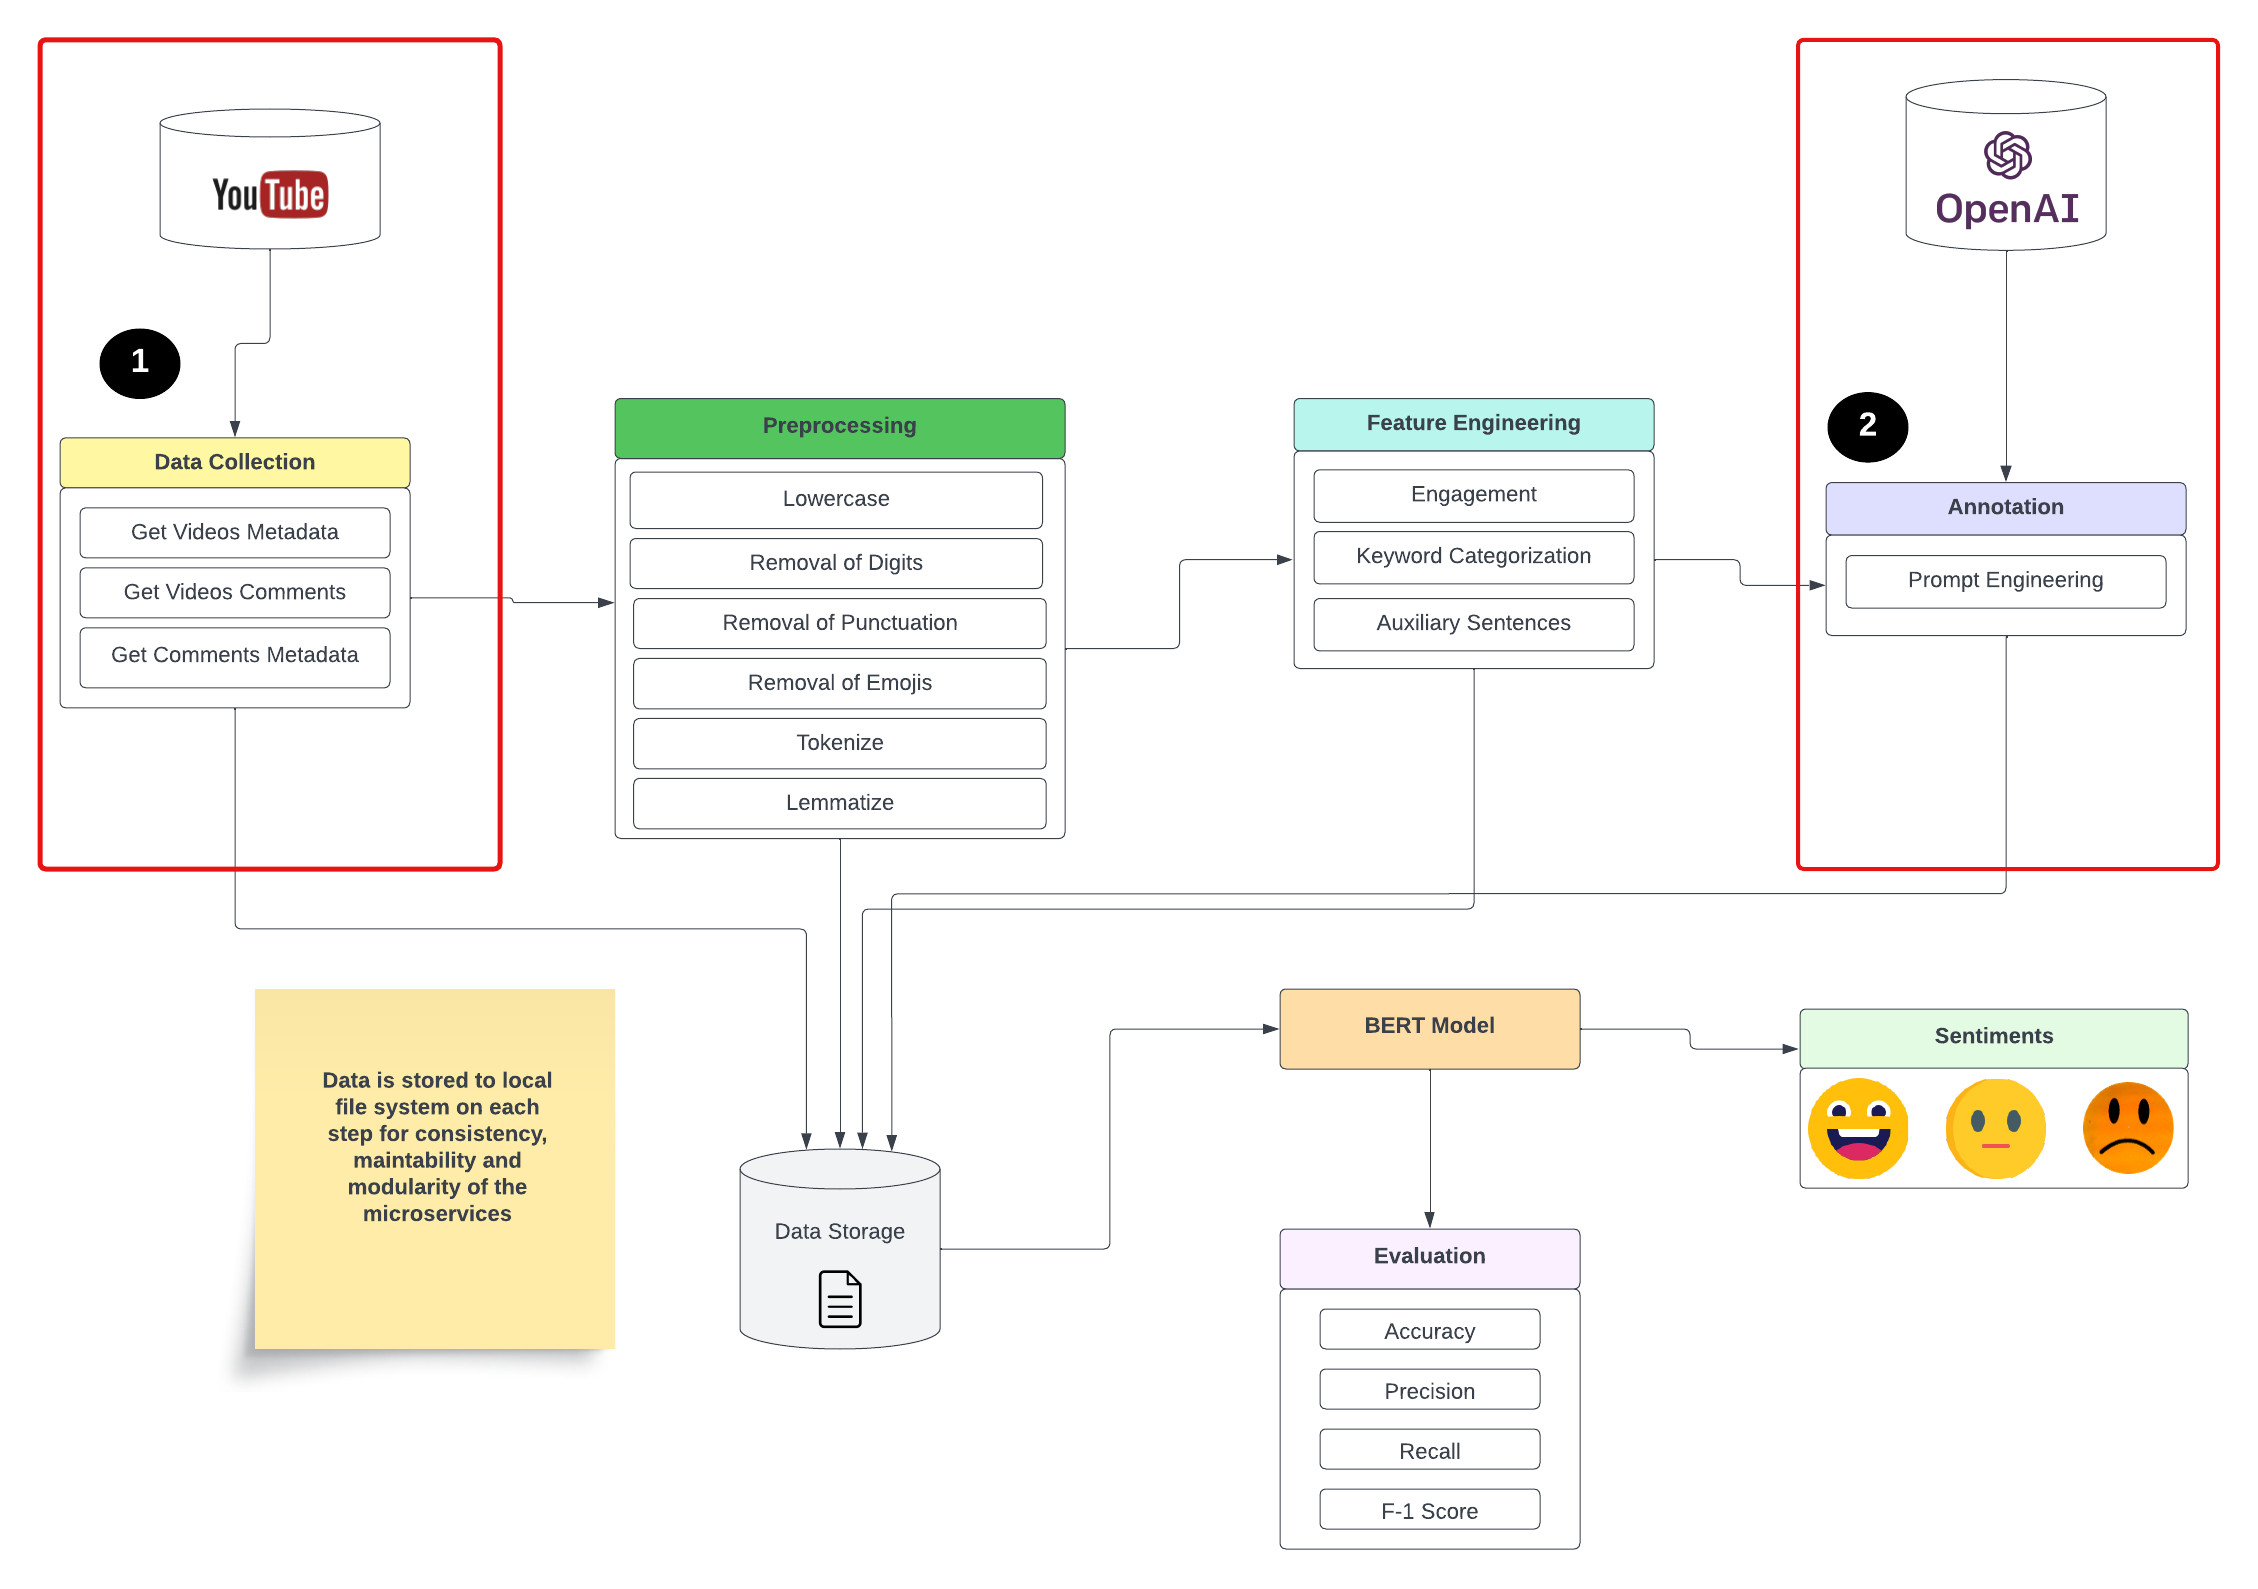 YouTube
1
Data Collection
Get Videos Metadata
Get Videos Comments
Get Comments Metadata
Preprocessing
Lowercase
Removal of Digits
Removal of Punctuation
Removal of Emojis
Tokenize
Lemmatize
Feature Engineering
Engagement
Keyword Categorization
Auxiliary Sentences
OpenAI
2
Annotation
Prompt Engineering
Data is stored to local
file system on each
step for consistency,
maintability and
modularity of the
microservices
Data Storage
BERT Model
Sentiments
Evaluation
Accuracy
Precision
Recall
F-1 Score